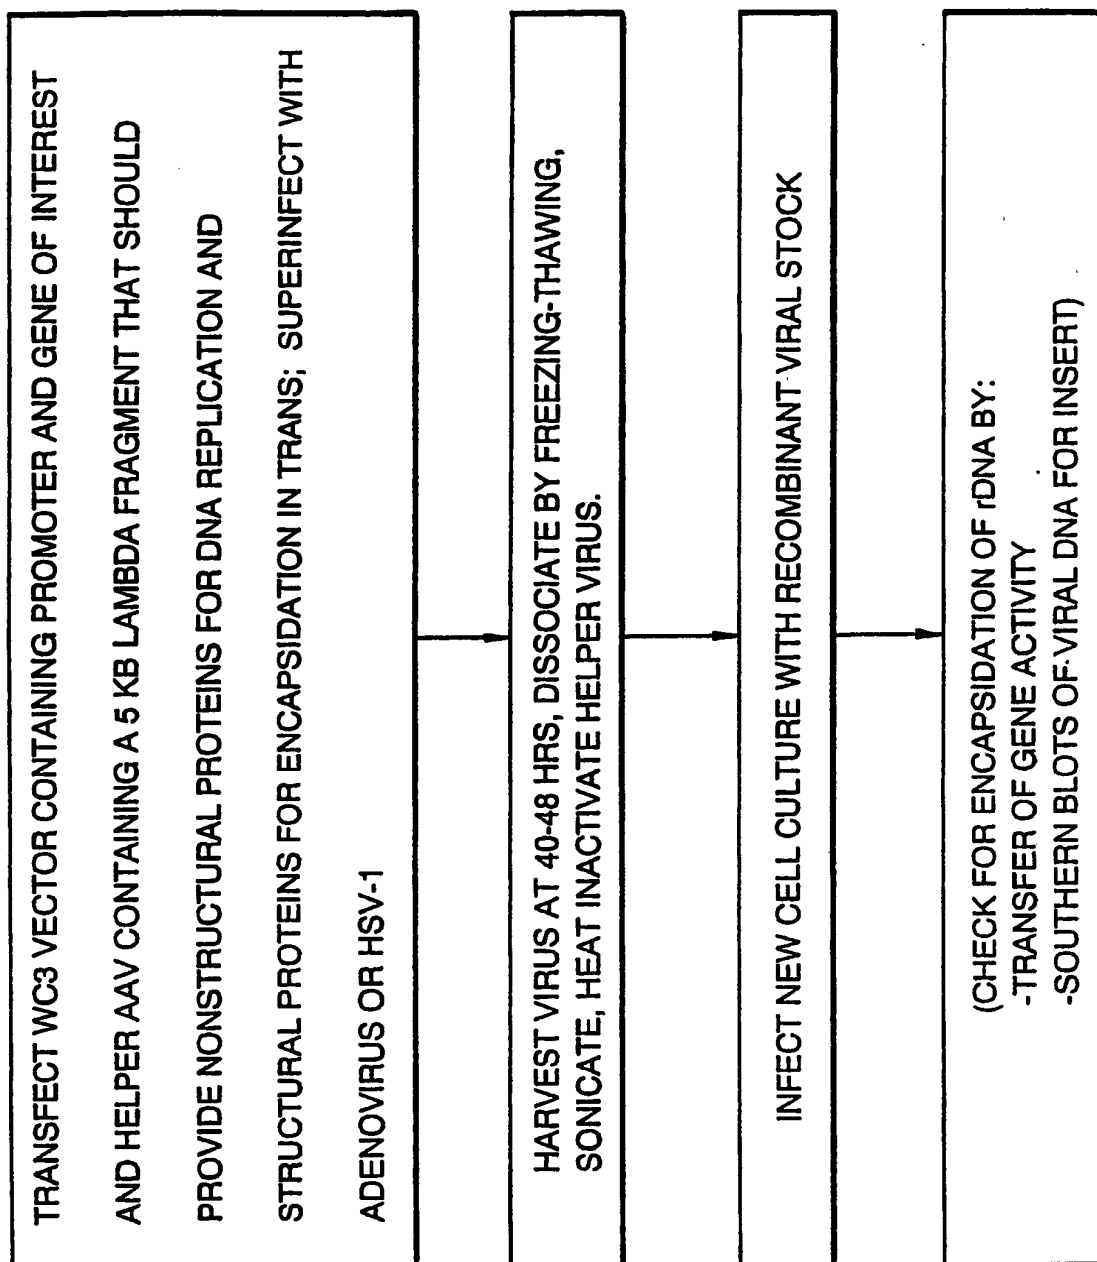 TRANSFECT WC3 VECTOR CONTAINING PROMOTER AND GENE OF INTEREST
AND HELPER AAV CONTAINING A 5 KB LAMBDA FRAGMENT THAT SHOULD
PROVIDE NONSTRUCTURAL PROTEINS FOR DNA REPLICATION AND
STRUCTURAL PROTEINS FOR ENCAPSIDATION IN TRANS; SUPERINFECT WITH
ADENOVIRUS OR HSV-1
HARVEST VIRUS AT 40-48 HRS, DISSOCIATE BY FREEZING-THAWING,
SONICATE, HEAT INACTIVATE HELPER VIRUS.
INFECT NEW CELL CULTURE WITH RECOMBINANT VIRAL STOCK
(CHECK FOR ENCAPSIDATION OF rDNA BY:
-TRANSFER OF GENE ACTIVITY
-SOUTHERN BLOTS OF VIRAL DNA FOR INSERT)